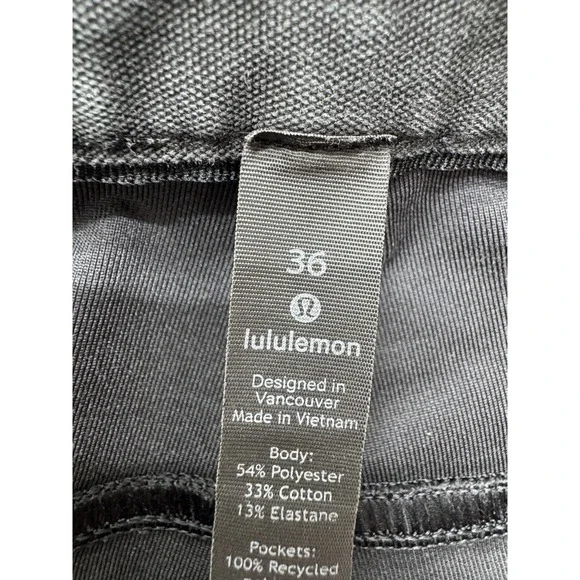 36
lululemon
Designed in
Vancouver
Made in Vietnam
Body:
54% Polyester
33% Cotton
13% Elastane
Pockets:
100% Recycled